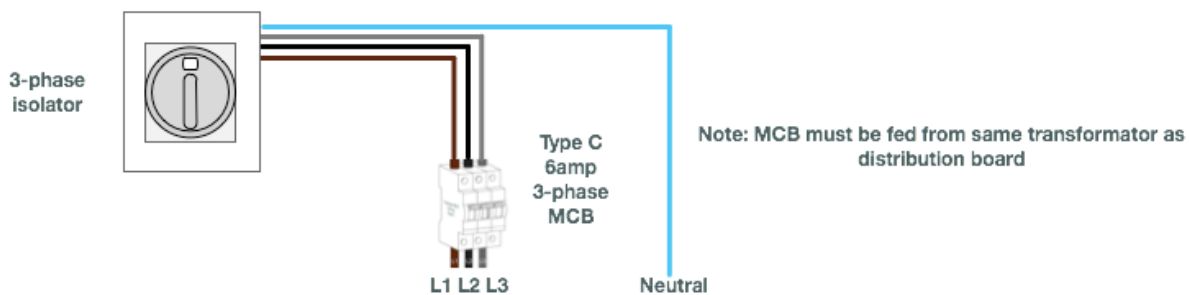 3-phase
isolator
Type C
6amp
3-phase
MCB
Note: MCB must be fed from same transformator as
distribution board
L1 L2 L3
Neutral